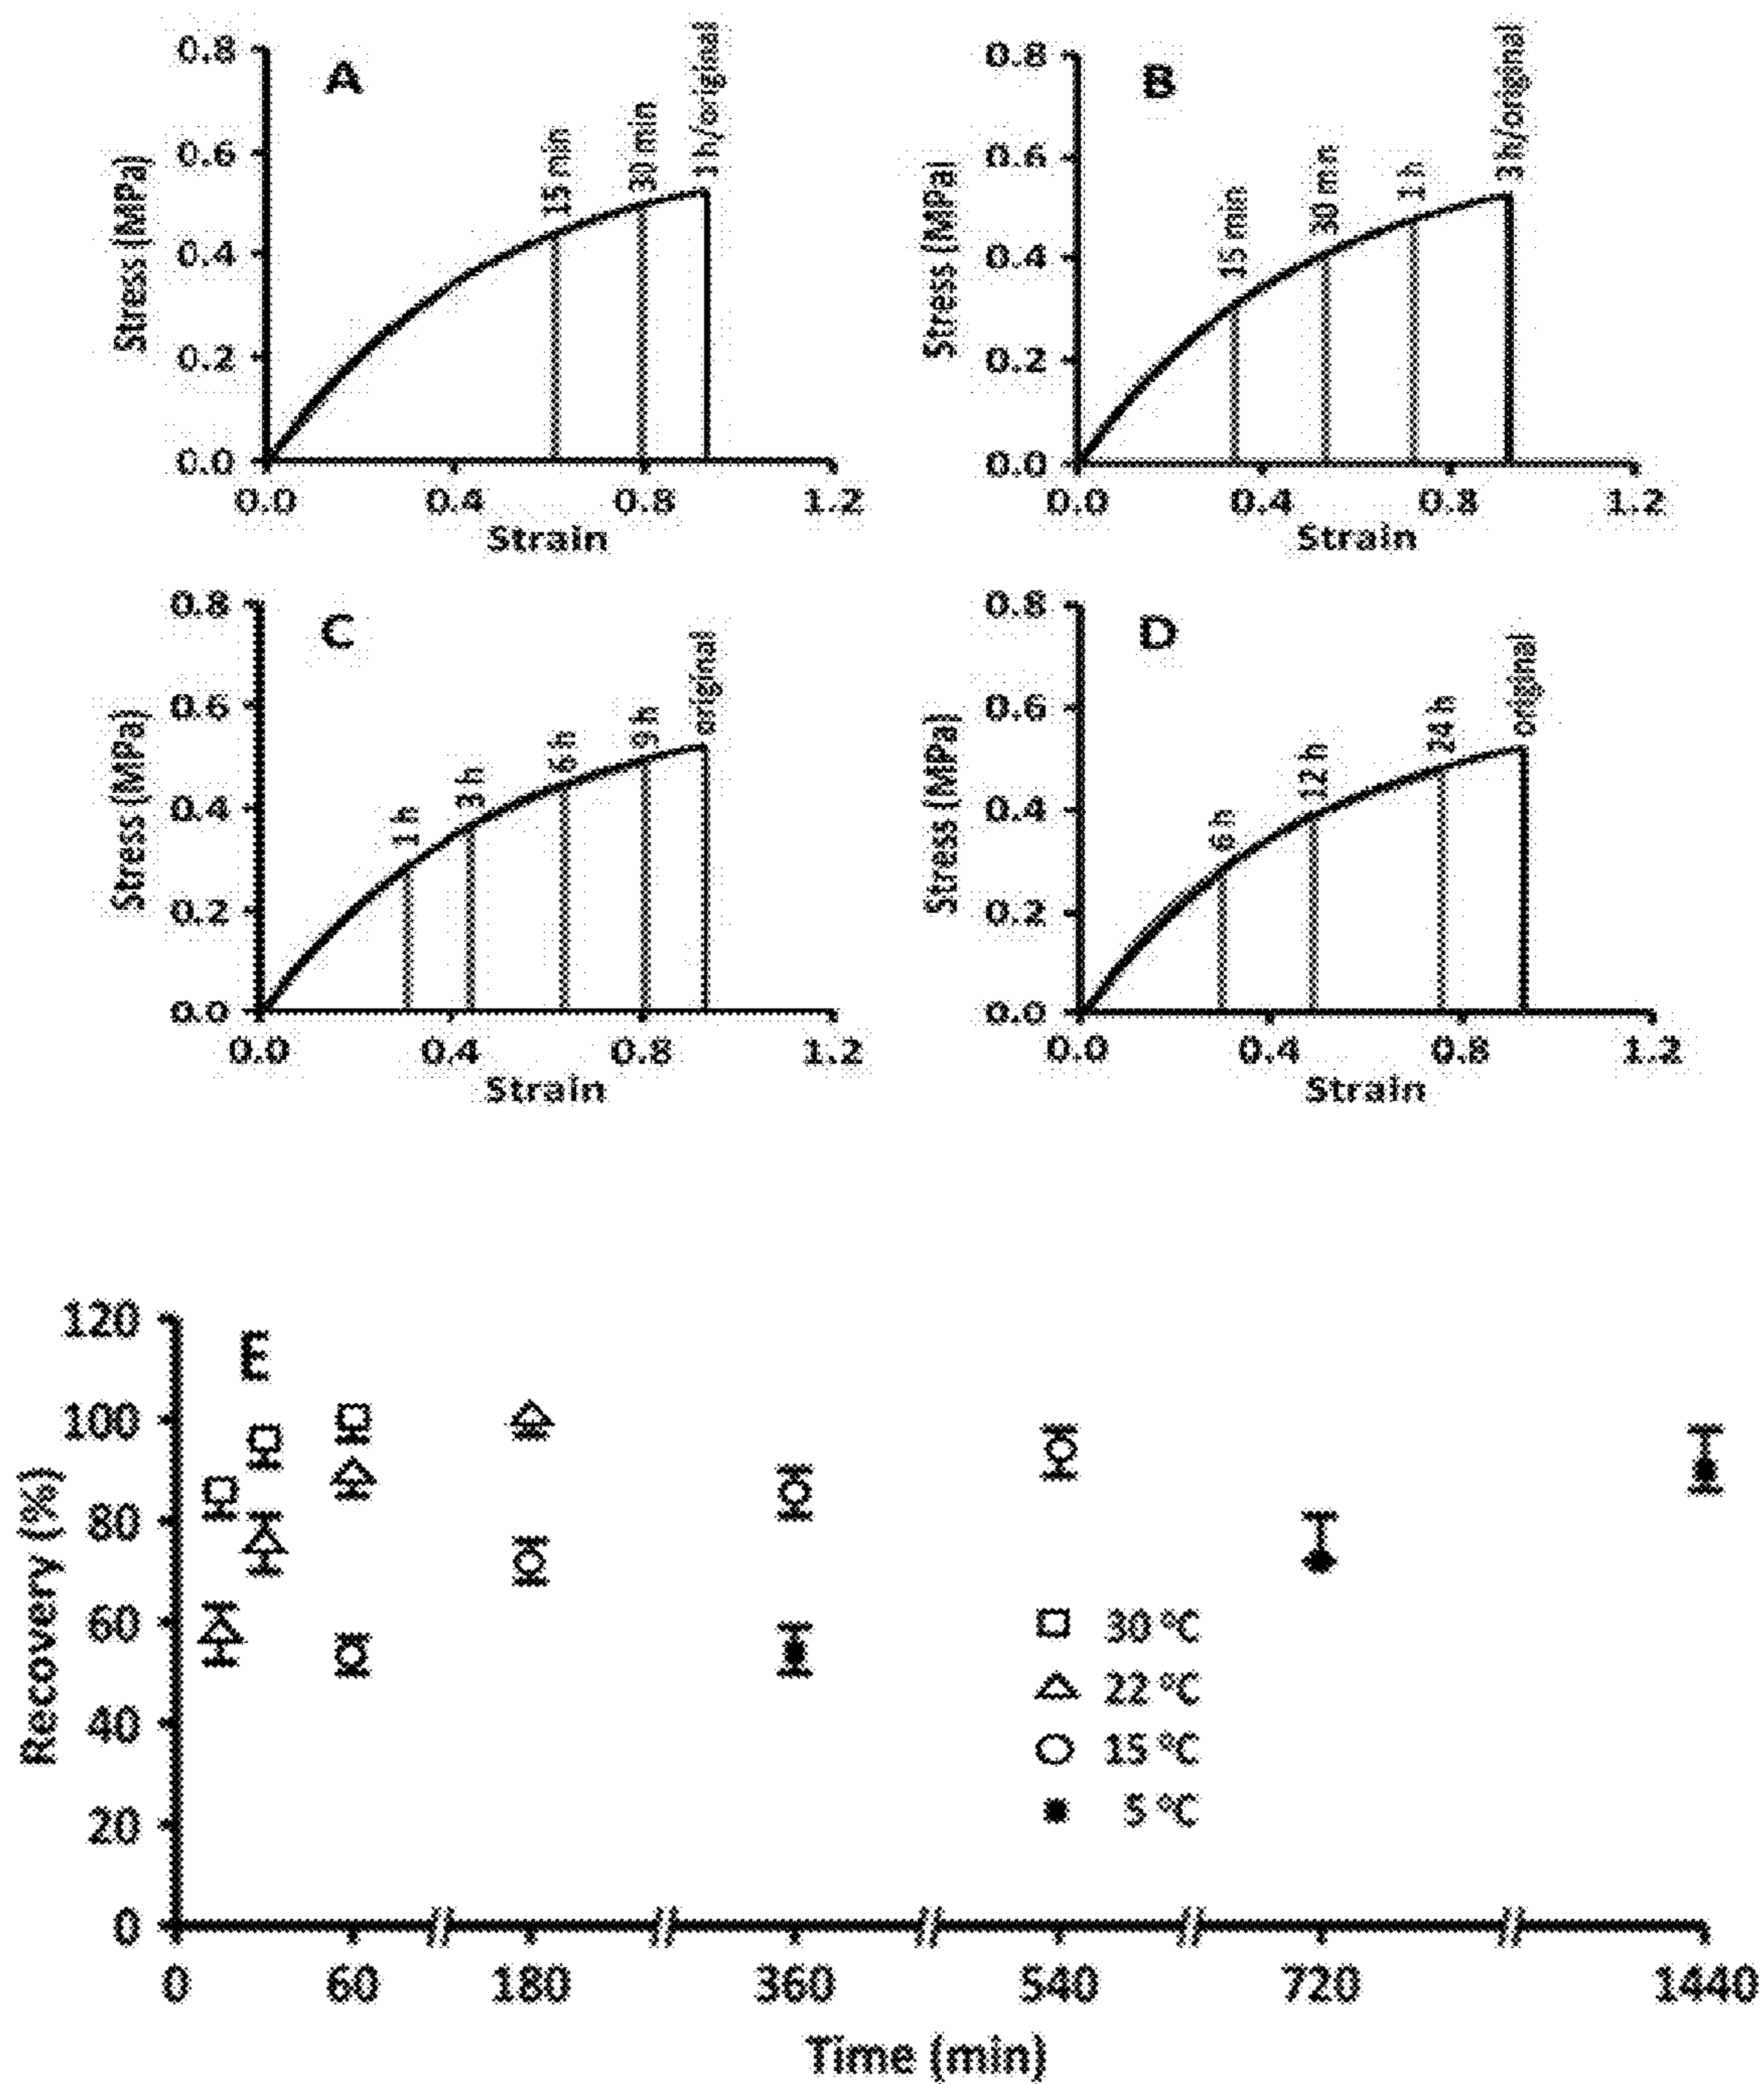 A
0.8
0.6
0.4
0.2
0.0
Stress (MPa)
15 min
30 min
1 h/original
0.0 0.4 0.8 1.2
Strain
B
0.8
0.6
0.4
0.2
0.0
Stress (MPa)
15 min
30 min
1 h
3 h/original
0.0 0.4 0.8 1.2
Strain
C
0.8
0.6
0.4
0.2
0.0
Stress (MPa)
1 h
3 h
6 h
9 h
original
0.0 0.4 0.8 1.2
Strain
D
0.8
0.6
0.4
0.2
0.0
Stress (MPa)
6 h
12 h
24 h
original
0.0 0.4 0.8 1.2
Strain
E
120
100
80
60
40
20
0
Recovery (%)
30 ºC
22 ºC
15 ºC
5 ºC
0 60 180 360 540 720 1440
Time (min)